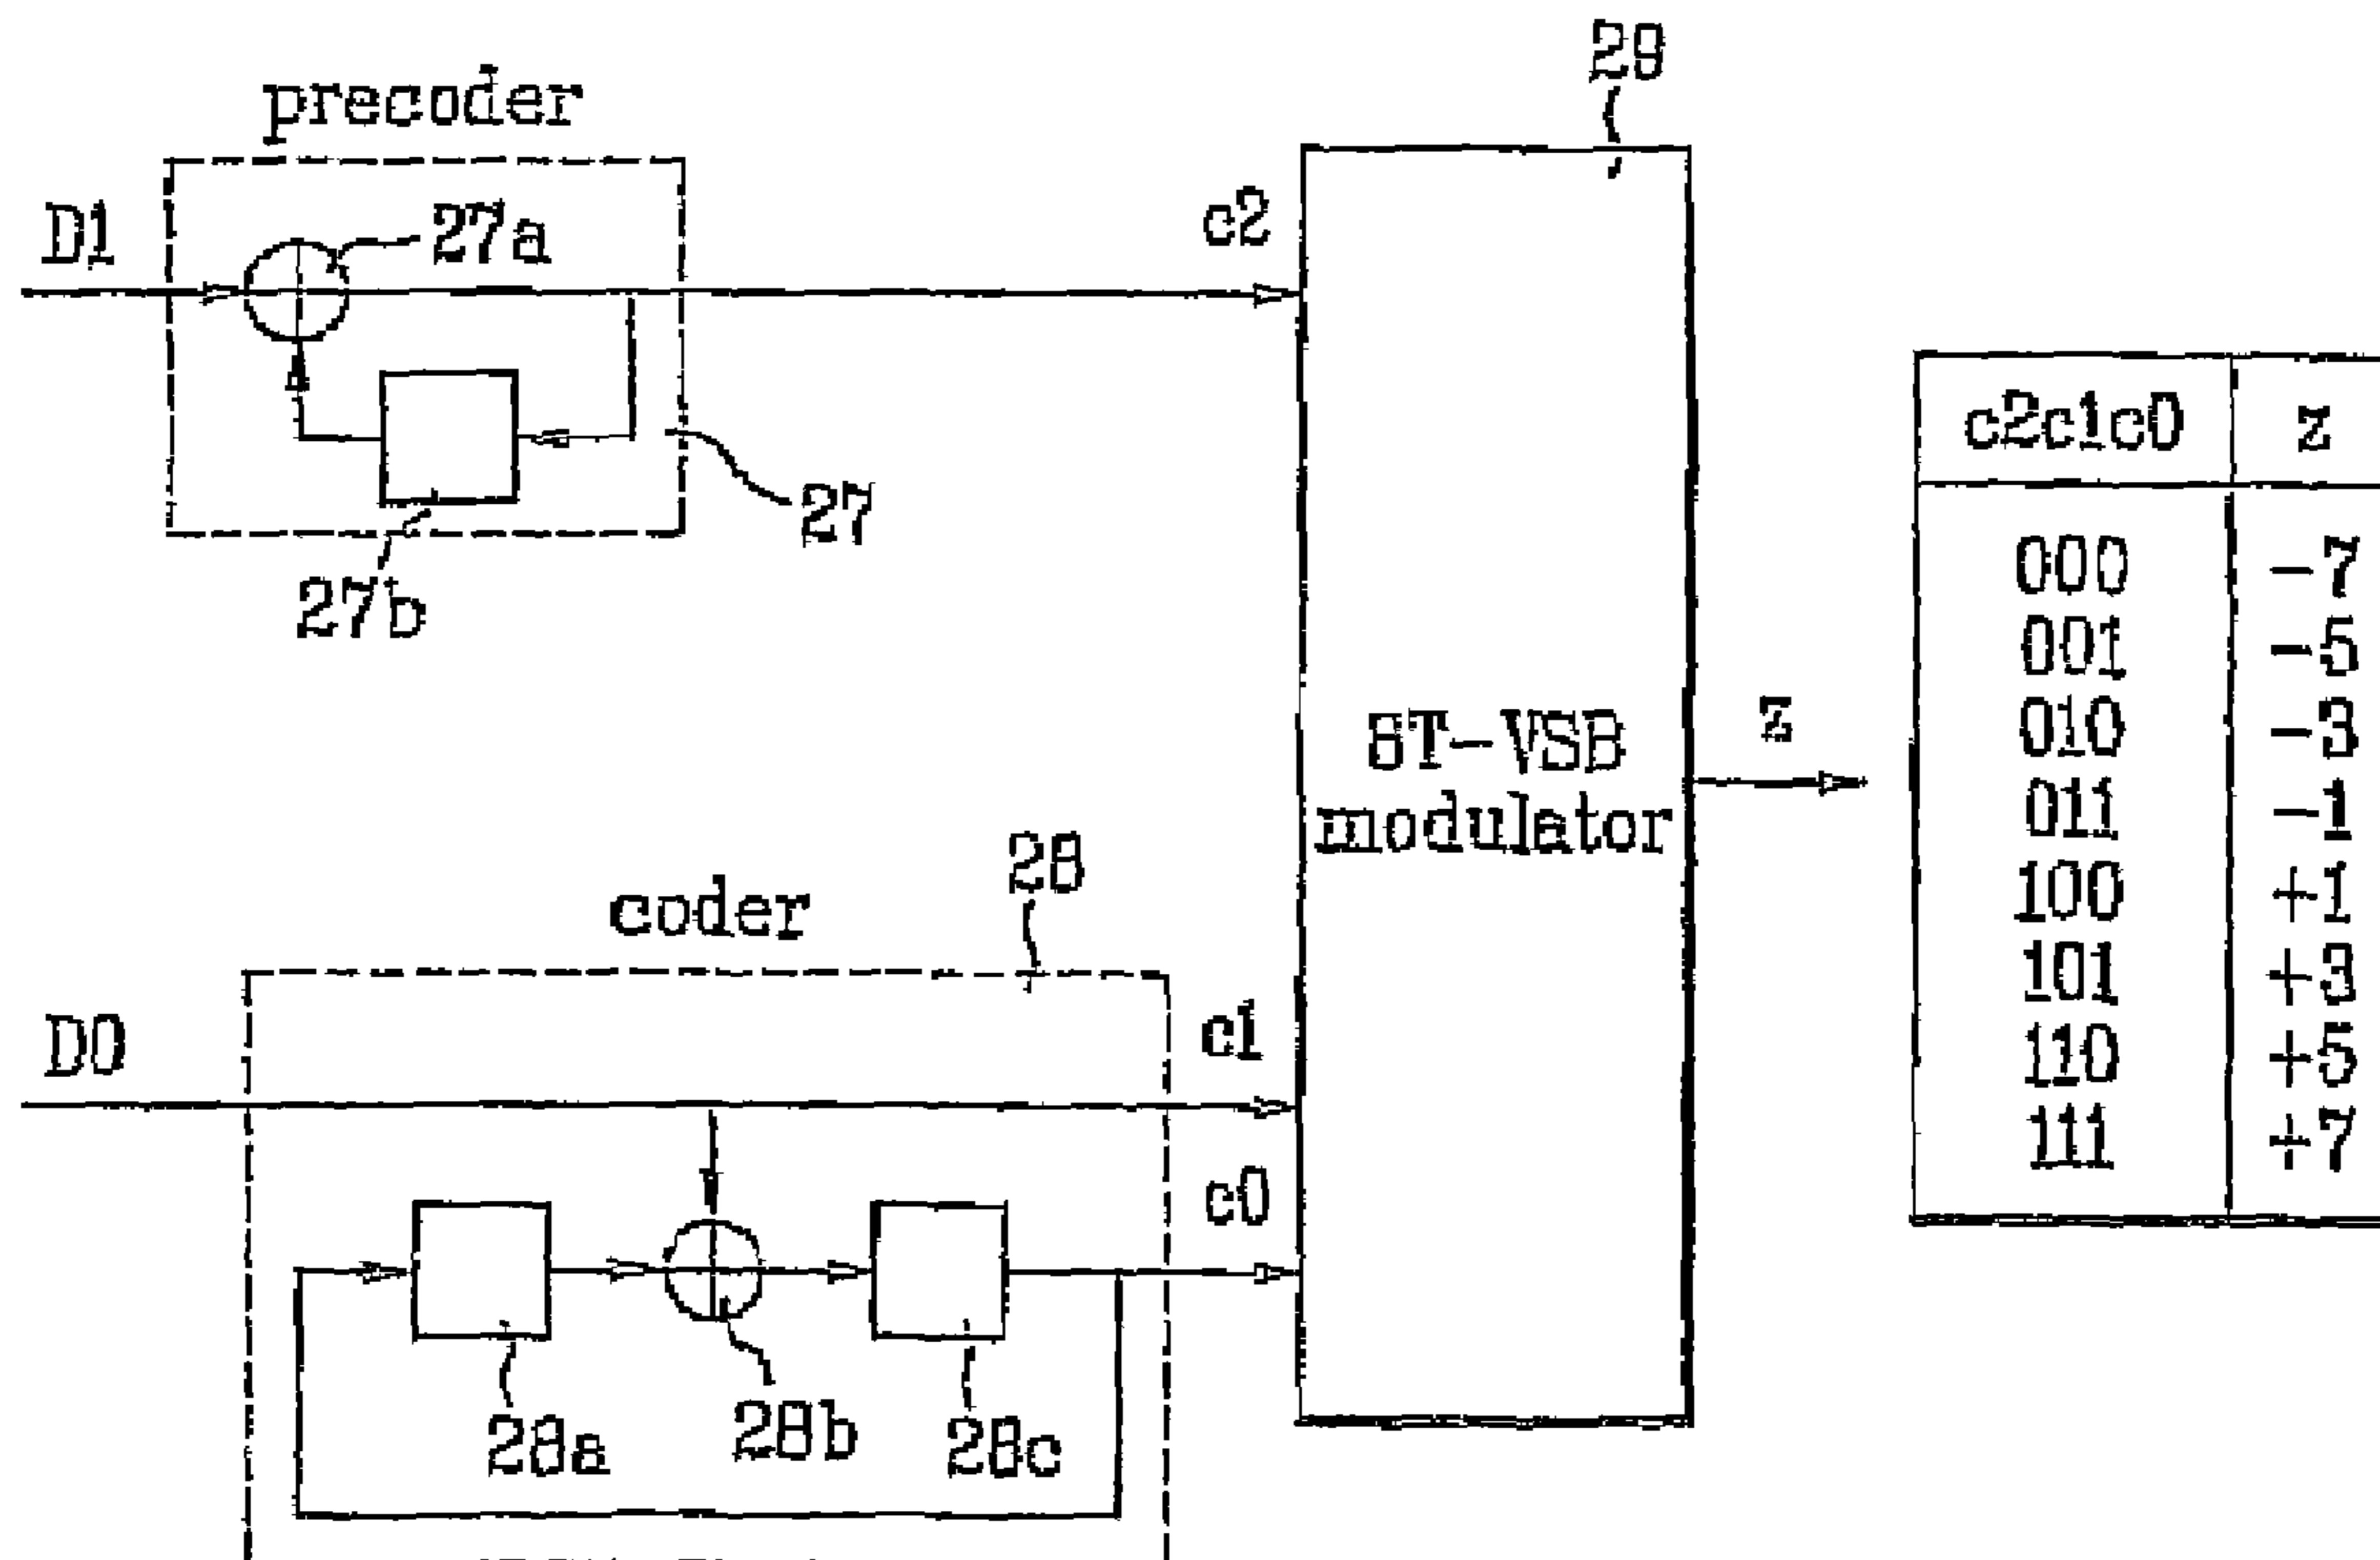 29
precoder
D1
27a
c2
27
27b
c2c1c0 z
000 -7
001 -5
010 -3
011 -1
100 +1
101 +3
110 +5
111 +7
8T-VSB
modulator
z
28
coder
D0
c1
c0
28a
28b
28c